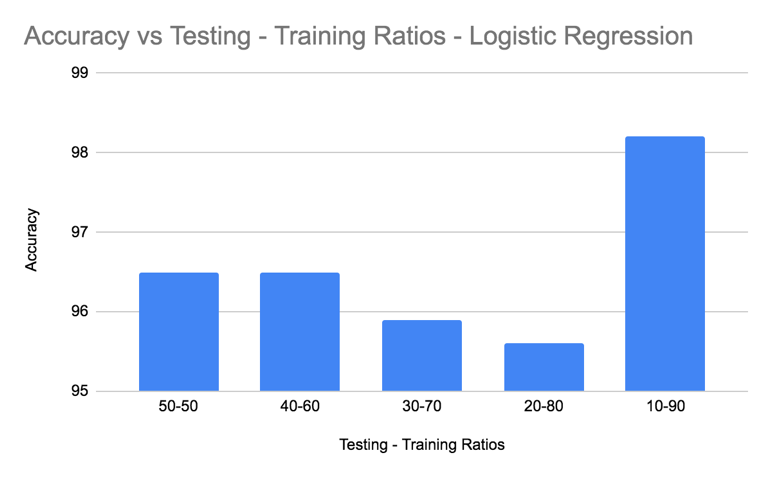 Accuracy vs Testing - Training Ratios - Logistic Regression
99
98
97
96
95
Accuracy
50-50 40-60 30-70 20-80 10-90
Testing - Training Ratios